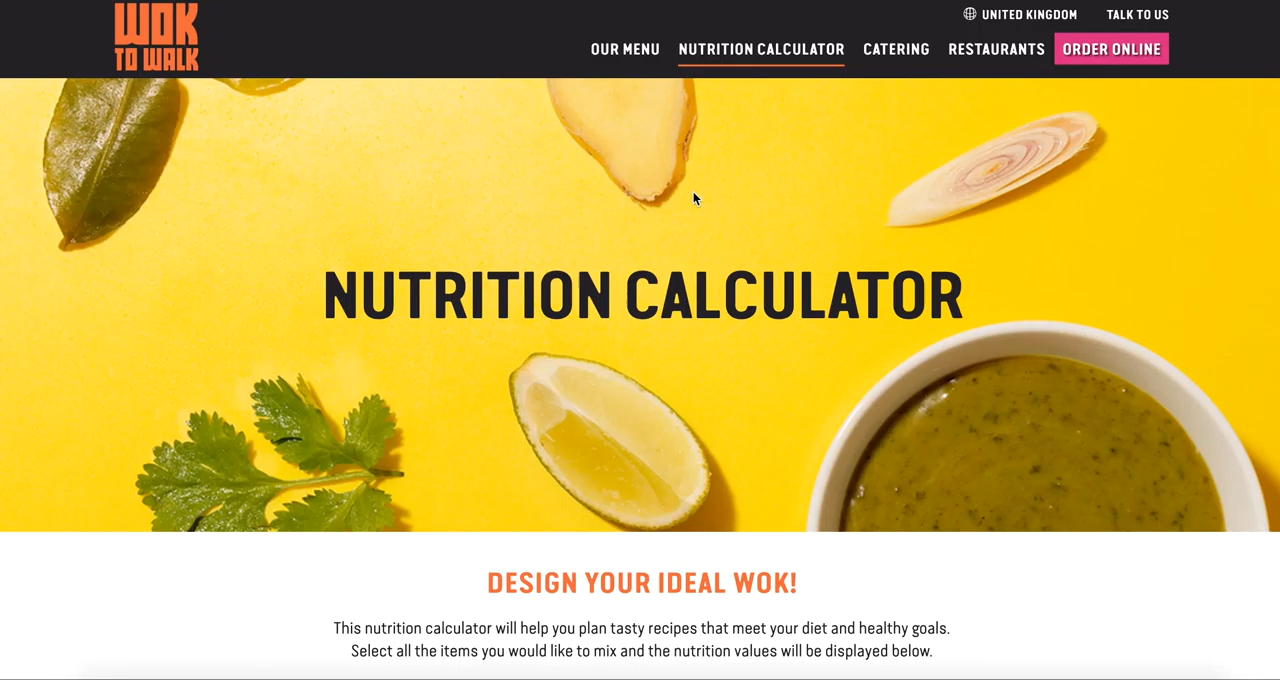 WOK
TO WALK
UNITED KINGDOM
TALK TO US
OUR MENU
NUTRITION CALCULATOR
CATERING
RESTAURANTS
ORDER ONLINE
NUTRITION CALCULATOR
DESIGN YOUR IDEAL WOK!
This nutrition calculator will help you plan tasty recipes that meet your diet and healthy goals.
Select all the items you would like to mix and the nutrition values will be displayed below.